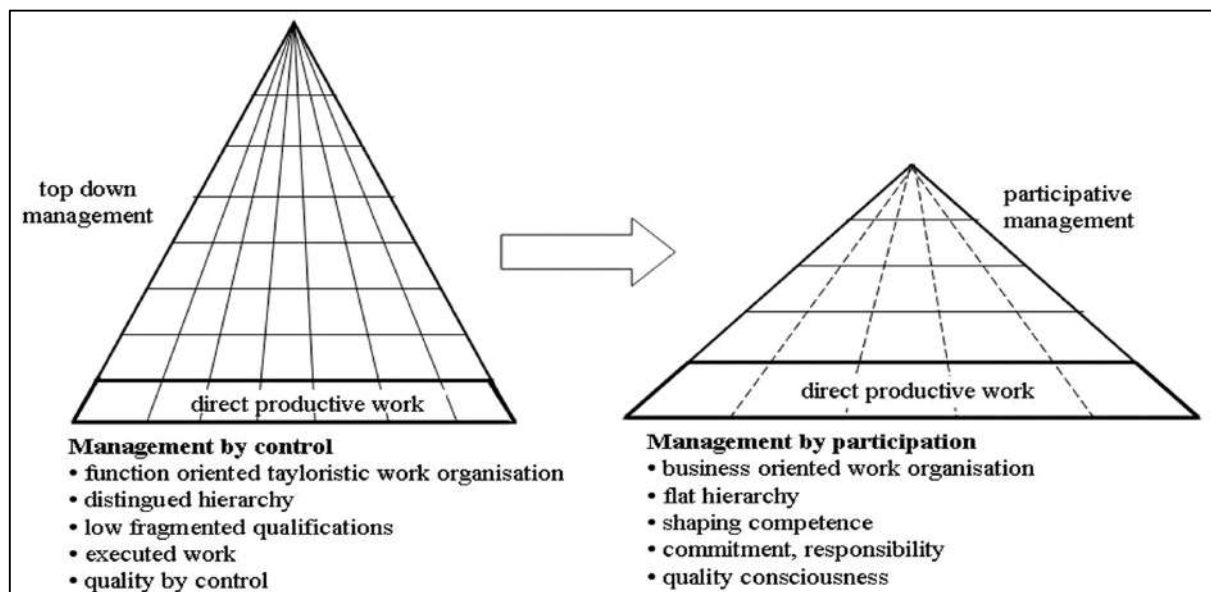 top down
management
direct productive work
Management by control
• function oriented tayloristic work organisation
• distingued hierarchy
• low fragmented qualifications
• executed work
• quality by control
participative
management
direct productive work
Management by participation
• business oriented work organisation
• flat hierarchy
• shaping competence
• commitment, responsibility
• quality consciousness